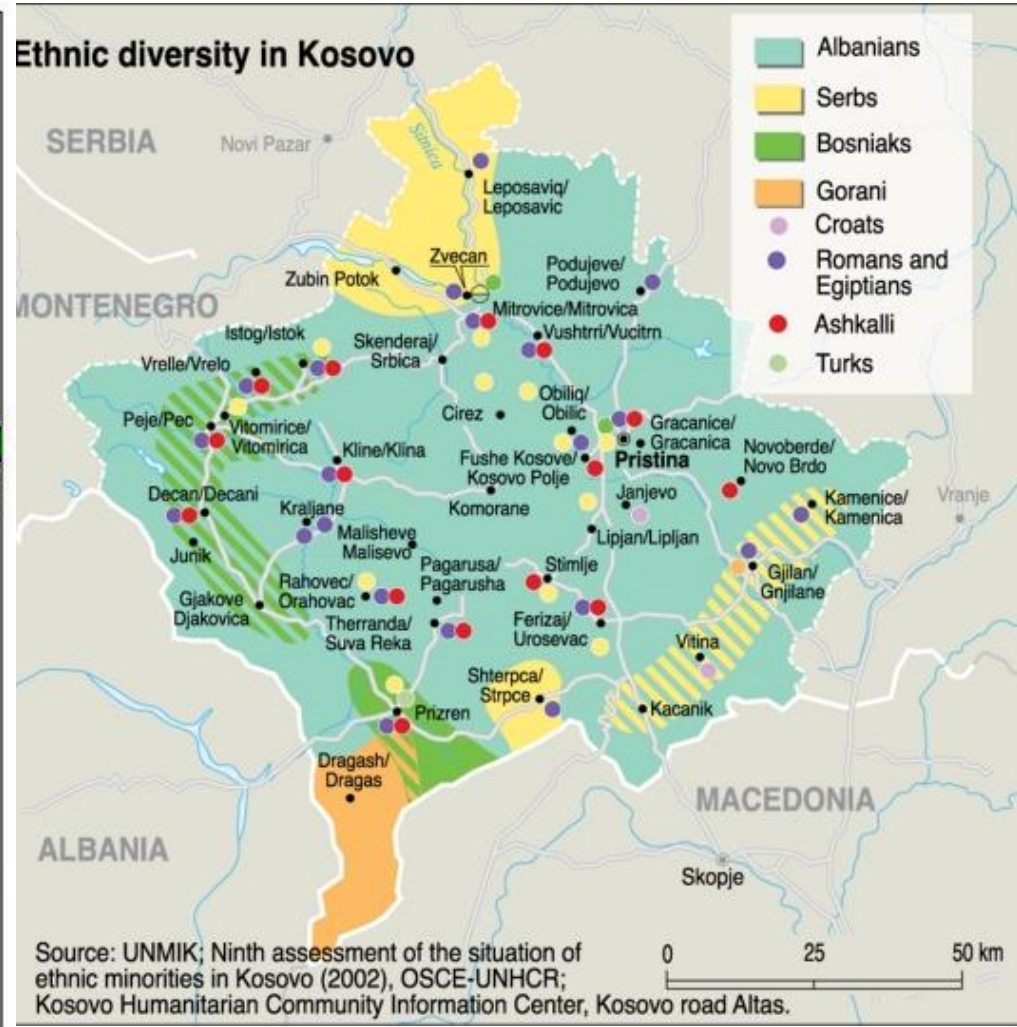 Ethnic diversity in Kosovo
Albanians
Serbs
Bosniaks
Gorani
Croats
Romans and
Egiptians
Ashkalli
Turks
SERBIA
Novi Pazar
Sitnica
Leposaviq/
Leposavic
Zvecan
Zubin Potok
Podujeve/
Podujevo
MONTENEGRO
Mitrovice/Mitrovica
Istog/Istok
Skenderaj/
Srbica
Vushtrri/Vucitrn
Vrelle/Vrelo
Obiliq/
Obilic
Cirez
Peje/Pec
Vitomirice/
Vitomirica
Gracanice/
Gracanica
Pristina
Kline/Klina
Fushe Kosove/
Kosovo Polje
Novoberde/
Novo Brdo
Decan/Decani
Komorane
Janjevo
Kamenice/
Kamenica
Vranje
Kraljane
Malisheve
Malisevo
Lipjan/Lipljan
Junik
Pagarusa/
Pagarusha
Stimlje
Gjilan/
Gnjilane
Rahovec/
Orahovac
Gjakove
Djakovica
Therranda/
Suva Reka
Ferizaj/
Urosevac
Vitina
Shterpca/
Strpce
Prizren
Kacanik
Dragash/
Dragas
MACEDONIA
ALBANIA
Skopje
Source: UNMIK; Ninth assessment of the situation of
ethnic minorities in Kosovo (2002), OSCE-UNHCR;
Kosovo Humanitarian Community Information Center, Kosovo road Altas.
0 25 50 km